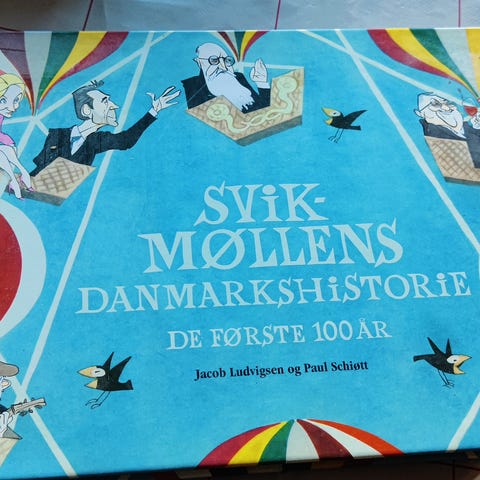 SViK-
MØLLENS
DANMARKSHiSTORiE
DE FØRSTE 100 ÅR
Jacob Ludvigsen og Paul Schiøtt